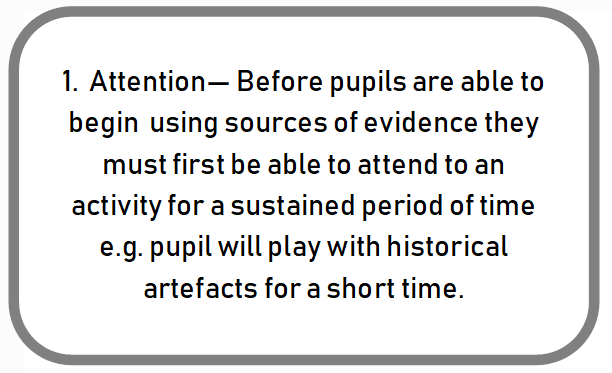 1. Attention— Before pupils are able to
begin using sources of evidence they
must first be able to attend to an
activity for a sustained period of time
e.g. pupil will play with historical
artefacts for a short time.